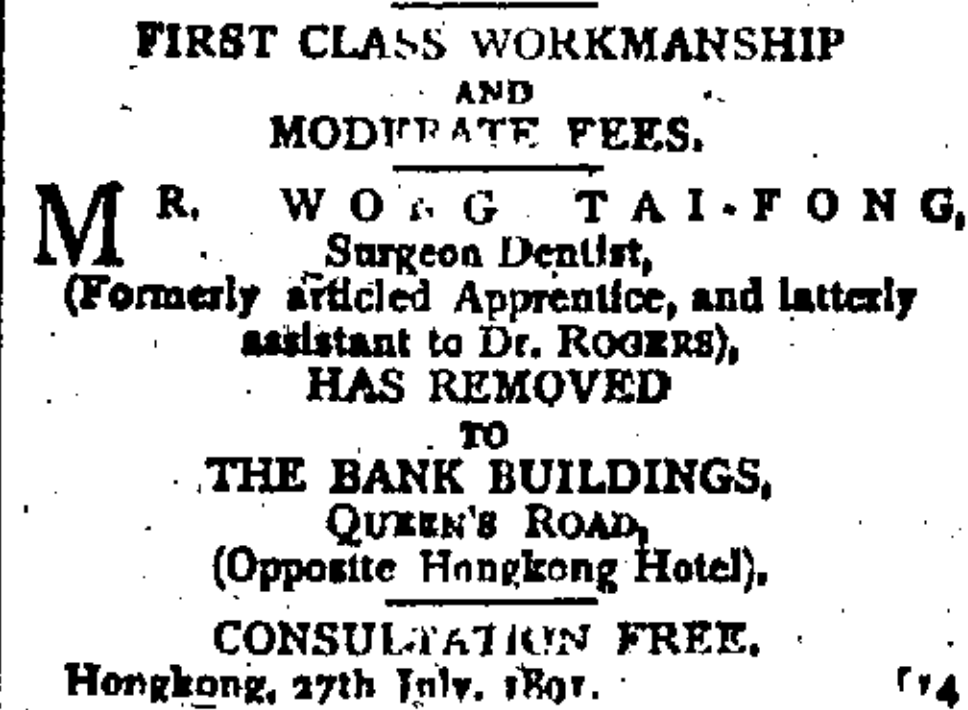 FIRST CLASS WORKMANSHIP
AND
MODERATE FEES.
MR. WONG TAI-FONG,
Surgeon Dentist,
(Formerly articled Apprentice, and latterly
assistant to Dr. ROGERS),
HAS REMOVED
TO
THE BANK BUILDINGS,
QUEEN'S ROAD,
(Opposite Hongkong Hotel).
CONSULTATION FREE.
Hongkong, 27th July, 1891.